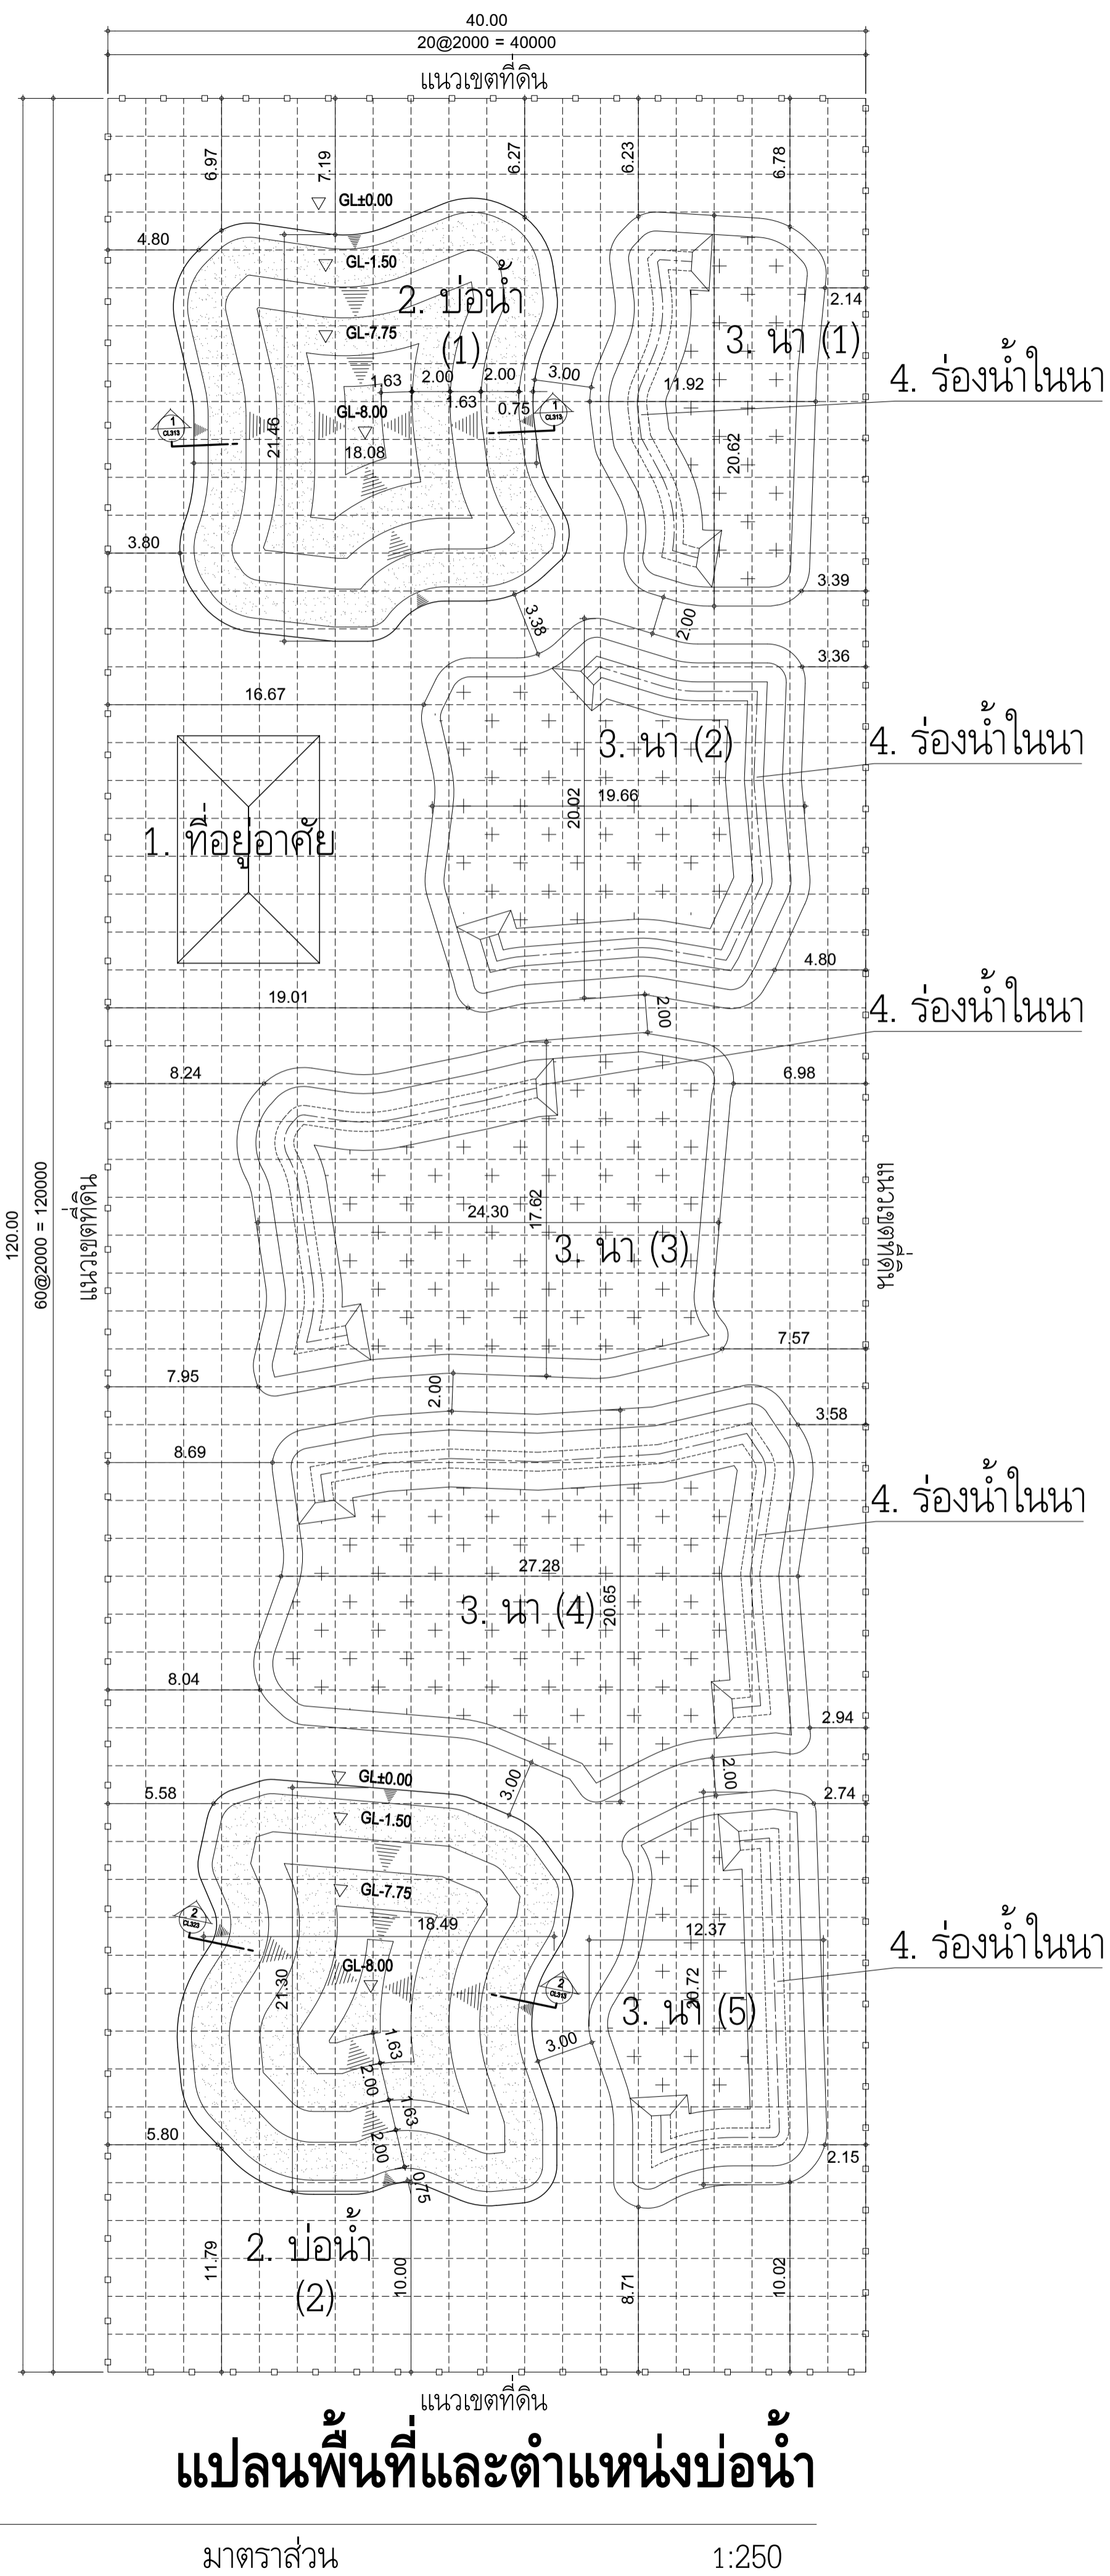 40.00
20@2000 = 40000
แนวเขตที่ดิน
6.97
7.19
6.27
6.23
6.78
GL±0.00
4.80
GL-1.50
2. บ่อน้ำ
(1)
2.14
GL-7.75
3. นา (1)
1.63
2.00
2.00
3.00
11.92
4. ร่องน้ำในนา
1.63
0.75
GL-8.00
1
CL313
1
CL313
21.46
18.08
20.62
3.80
3.39
3.38
2.00
3.36
16.67
4. ร่องน้ำในนา
3. นา (2)
20.02
19.66
1. ที่อยู่อาศัย
4.80
19.01
2.00
4. ร่องน้ำในนา
8.24
6.98
120.00
60@2000 = 120000
แนวเขตที่ดิน
แนวเขตที่ดิน
24.30
17.62
3. นา (3)
7.57
7.95
2.00
3.58
8.69
4. ร่องน้ำในนา
27.28
3. นา (4)
20.65
8.04
2.94
GL±0.00
3.00
2.00
5.58
2.74
GL-1.50
GL-7.75
2
CL323
18.49
12.37
4. ร่องน้ำในนา
GL-8.00
21.30
2
CL313
20.72
3. นา (5)
1.63
3.00
2.00
1.63
2.00
5.80
2.15
0.75
11.79
2. บ่อน้ำ
(2)
10.00
8.71
10.02
แนวเขตที่ดิน
แปลนพื้นที่และตำแหน่งบ่อน้ำ
มาตราส่วน 1:250